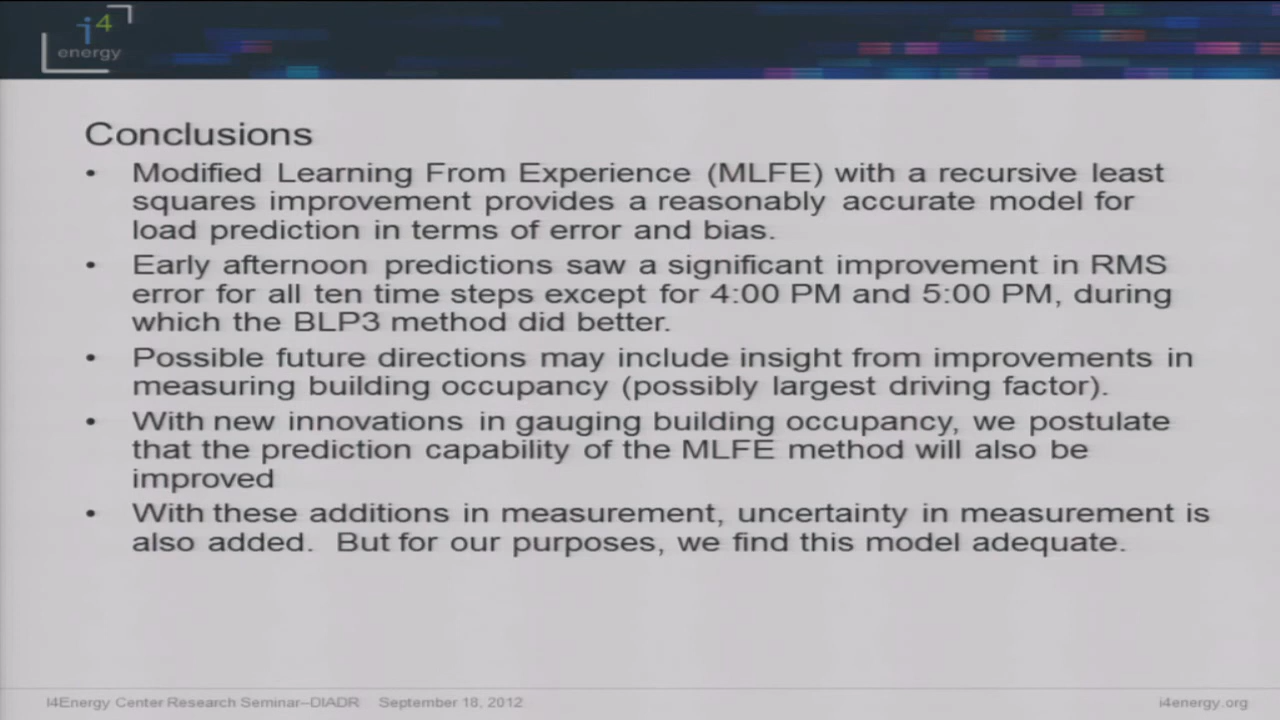 i4
energy
Conclusions
• Modified Learning From Experience (MLFE) with a recursive least
squares improvement provides a reasonably accurate model for
load prediction in terms of error and bias.
• Early afternoon predictions saw a significant improvement in RMS
error for all ten time steps except for 4:00 PM and 5:00 PM, during
which the BLP3 method did better.
• Possible future directions may include insight from improvements in
measuring building occupancy (possibly largest driving factor).
• With new innovations in gauging building occupancy, we postulate
that the prediction capability of the MLFE method will also be
improved
• With these additions in measurement, uncertainty in measurement is
also added. But for our purposes, we find this model adequate.
I4Energy Center Research Seminar–DIADR September 18, 2012
i4energy.org